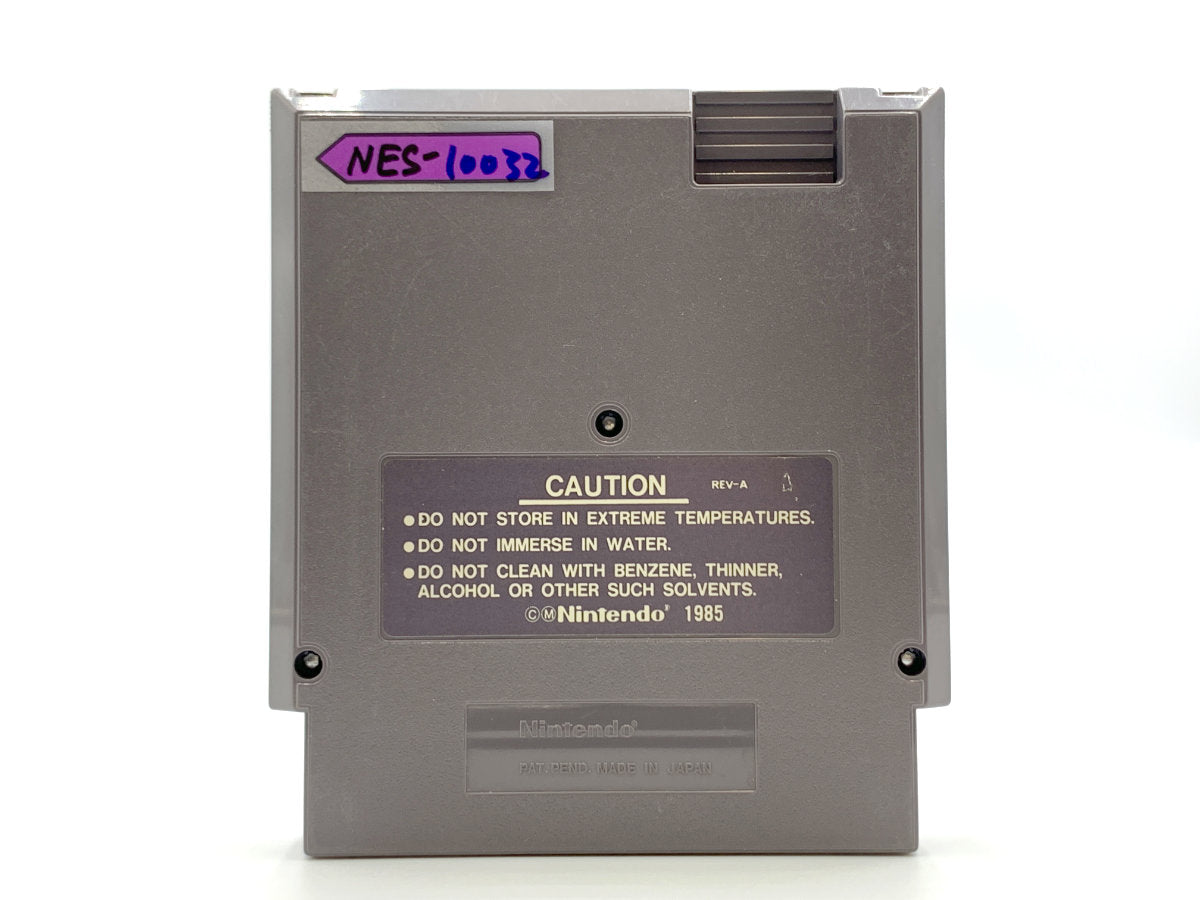 NES-10032
CAUTION REV-A
●DO NOT STORE IN EXTREME TEMPERATURES.
●DO NOT IMMERSE IN WATER.
●DO NOT CLEAN WITH BENZENE, THINNER,
ALCOHOL OR OTHER SUCH SOLVENTS.
©ⓂNintendo® 1985
Nintendo®
PAT. PEND. MADE IN JAPAN